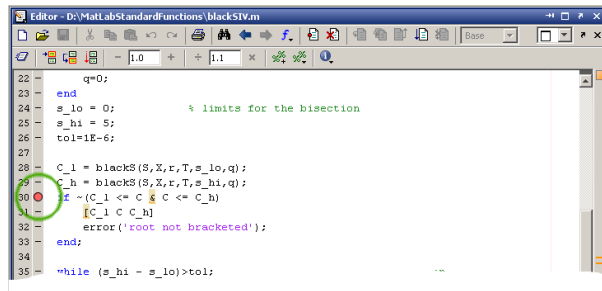 Editor - D:\MatLabStandardFunctions\blackSIV.m
Base
1.0
1.1
22 - q=0;
23 - end
24 - s_lo = 0; % limits for the bisection
25 - s_hi = 5;
26 - tol=1E-6;
27
28 - C_l = blackS(S,X,r,T,s_lo,q);
29 - C_h = blackS(S,X,r,T,s_hi,q);
30 if ~(C_l <= C & C <= C_h)
31 - [C_l C C_h]
32 - error('root not bracketed');
33 - end;
34
35 - while (s_hi - s_lo)>tol;